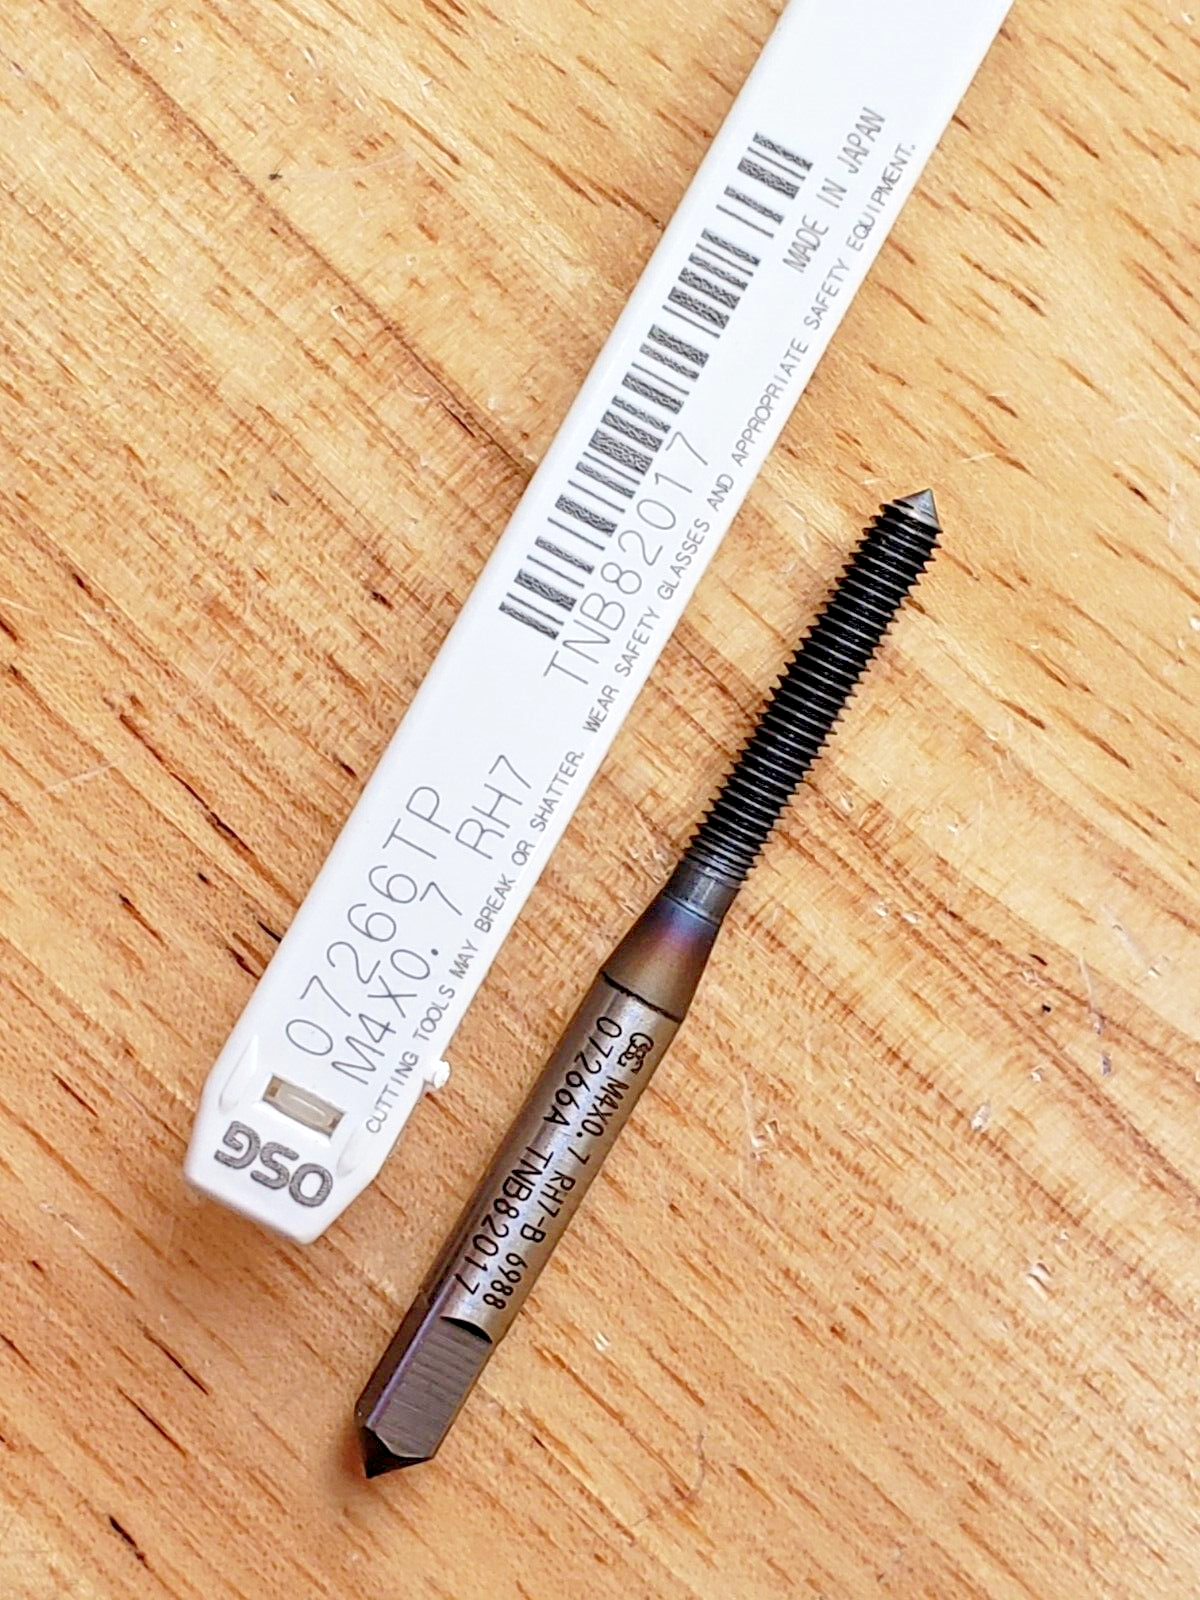 OSG
07266TP
M4X0.7 RH7
TNB82017
MADE IN JAPAN
CUTTING TOOLS MAY BREAK OR SHATTER. WEAR SAFETY GLASSES AND APPROPRIATE SAFETY EQUIPMENT.
OSG M4X0.7 RH7-B 6988
07266A TNB82017